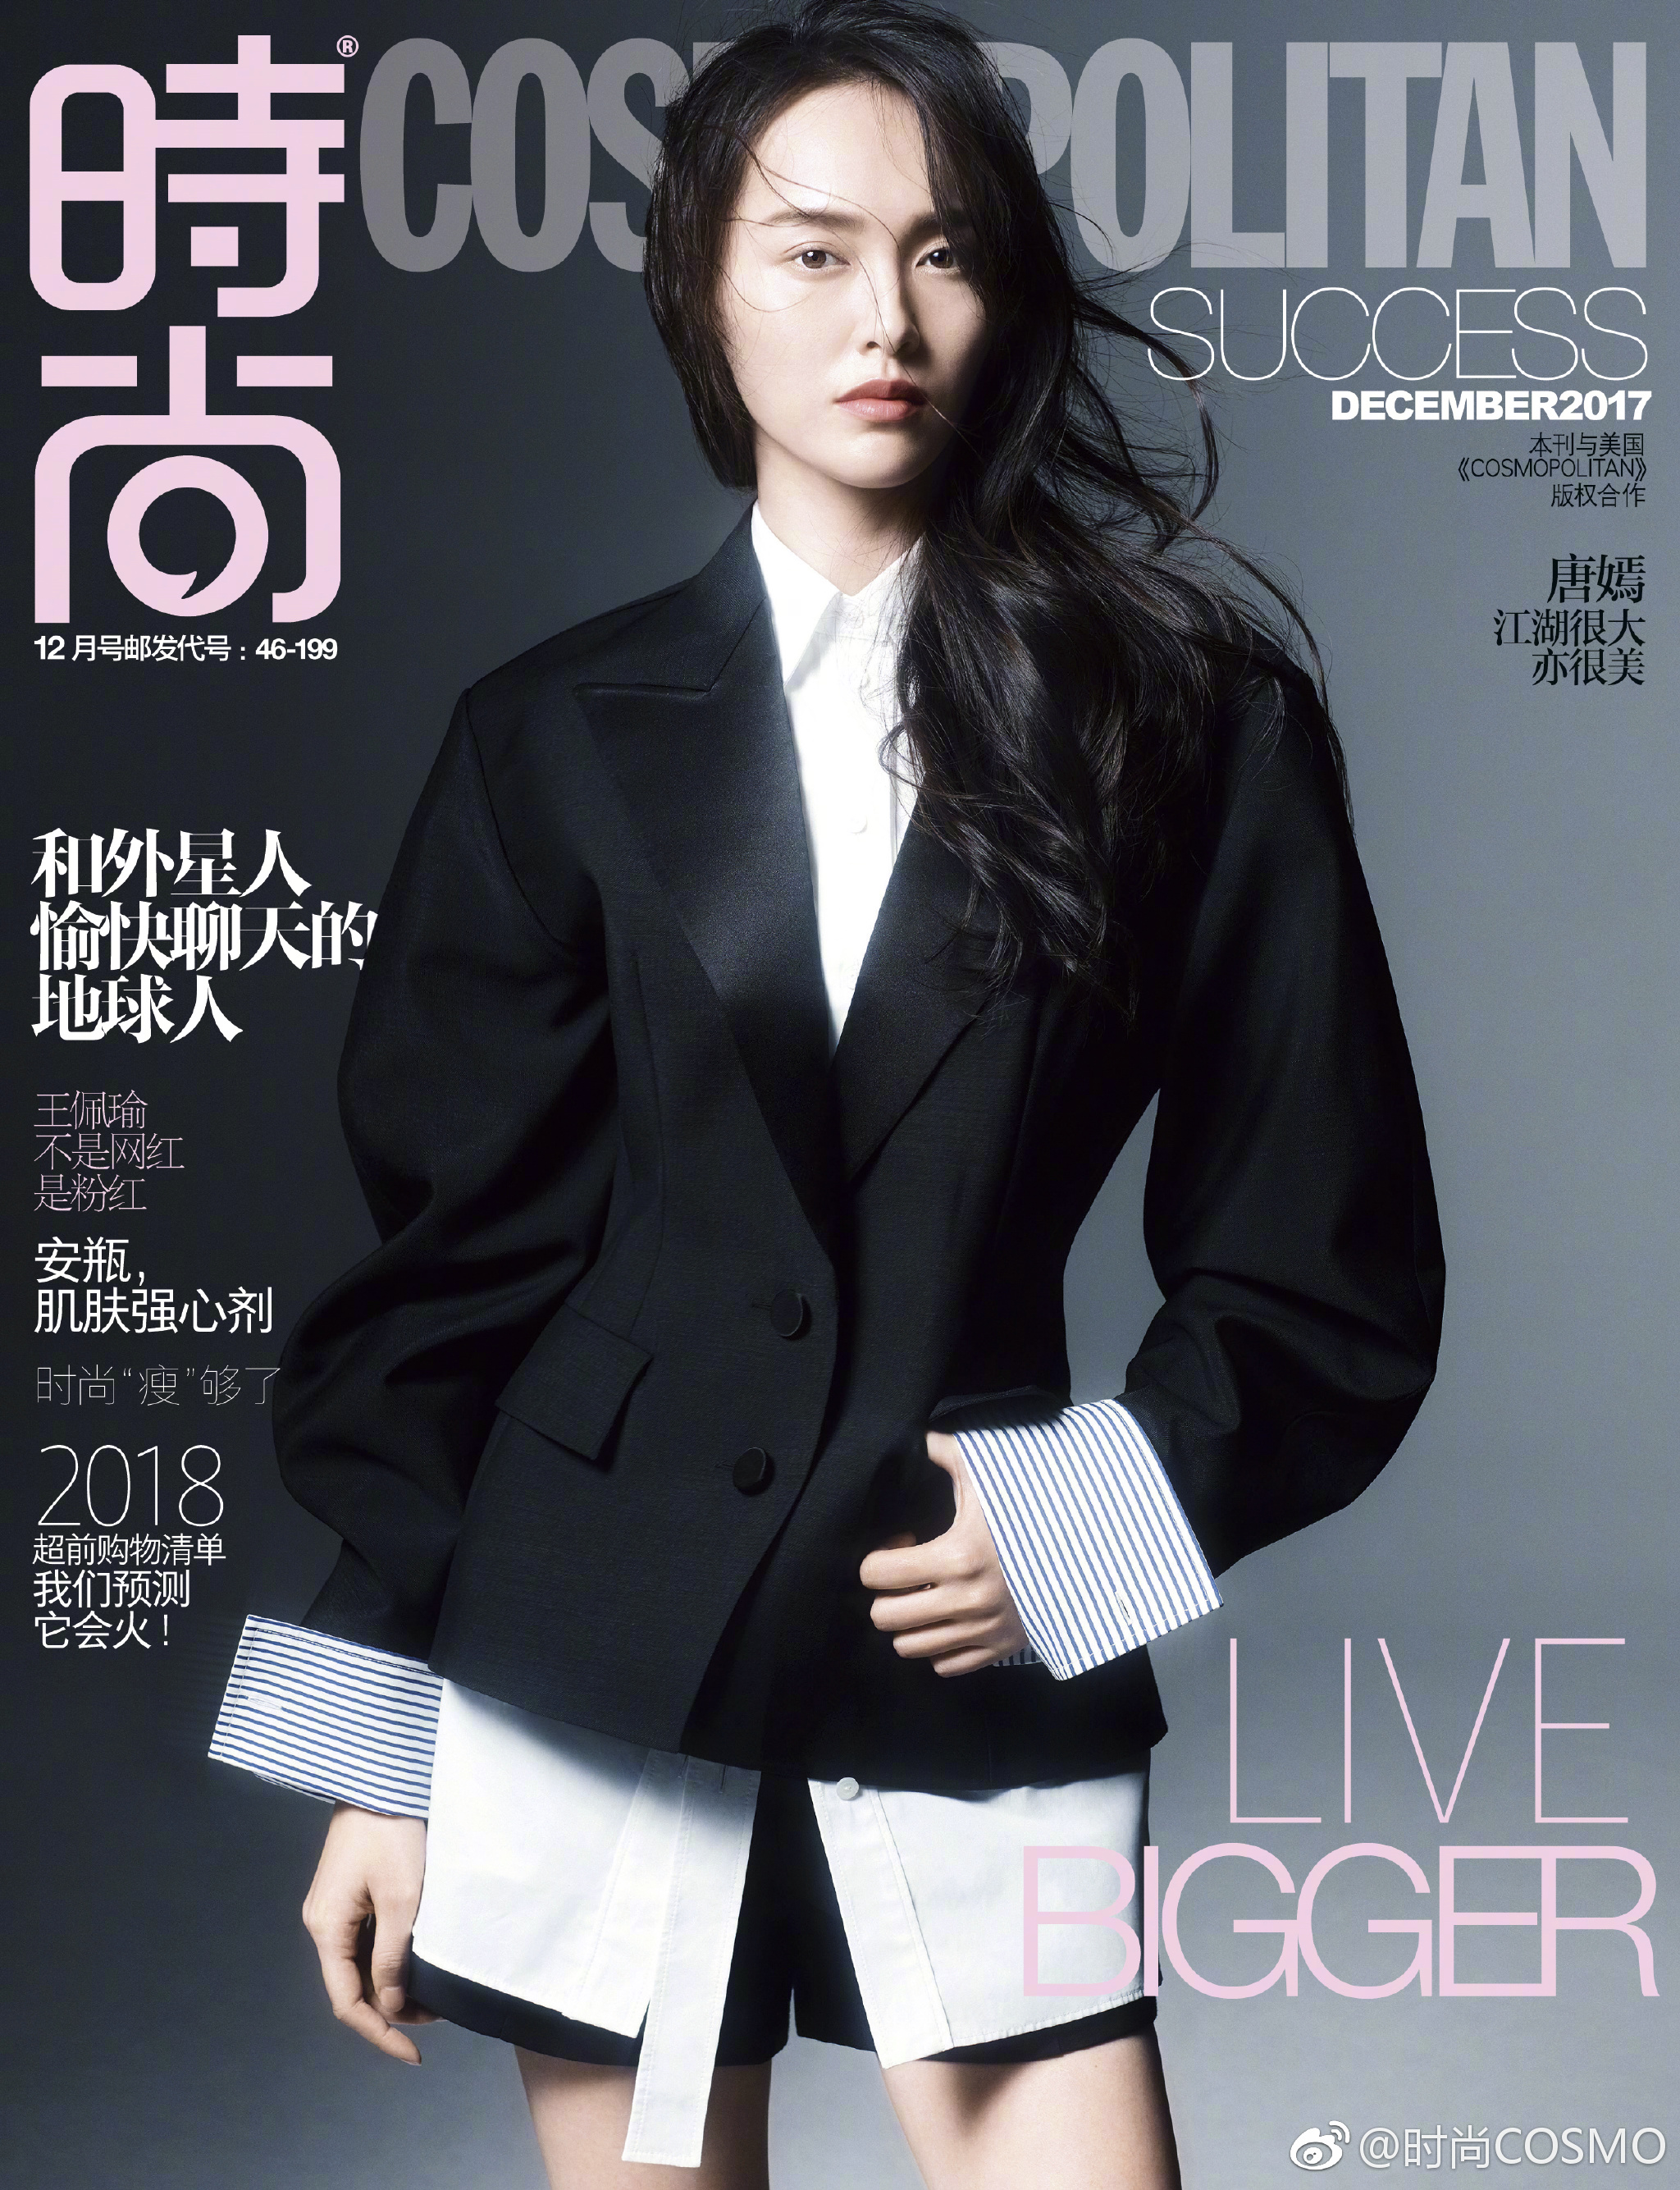 時尚®
COSMOPOLITAN
SUCCESS
DECEMBER2017
本刊与美国
《COSMOPOLITAN》
版权合作
唐嫣
江湖很大
亦很美
12 月号邮发代号：46-199
和外星人
愉快聊天的
地球人
王佩瑜
不是网红
是粉红
安瓶，
肌肤强心剂
时尚“瘦”够了
2018
超前购物清单
我们预测
它会火！
LIVE
BIGGER
@时尚COSMO